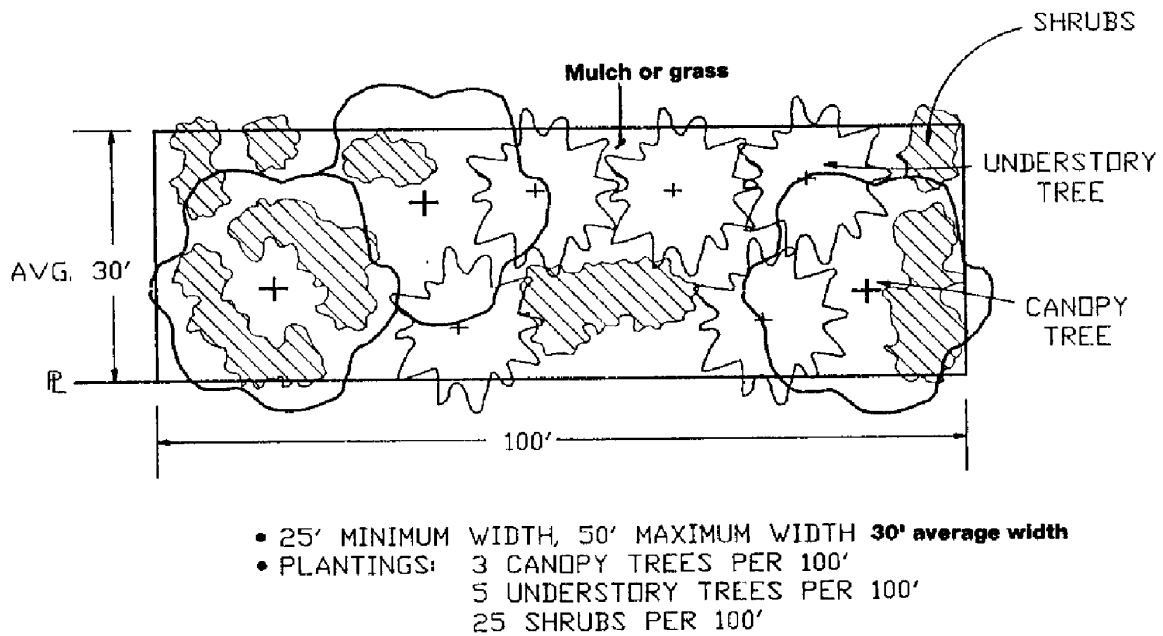 SHRUBS
Mulch or grass
UNDERSTORY
TREE
AVG. 30'
CANOPY
TREE
PL
100'
• 25' MINIMUM WIDTH, 50' MAXIMUM WIDTH 30' average width
• PLANTINGS: 3 CANOPY TREES PER 100'
5 UNDERSTORY TREES PER 100'
25 SHRUBS PER 100'